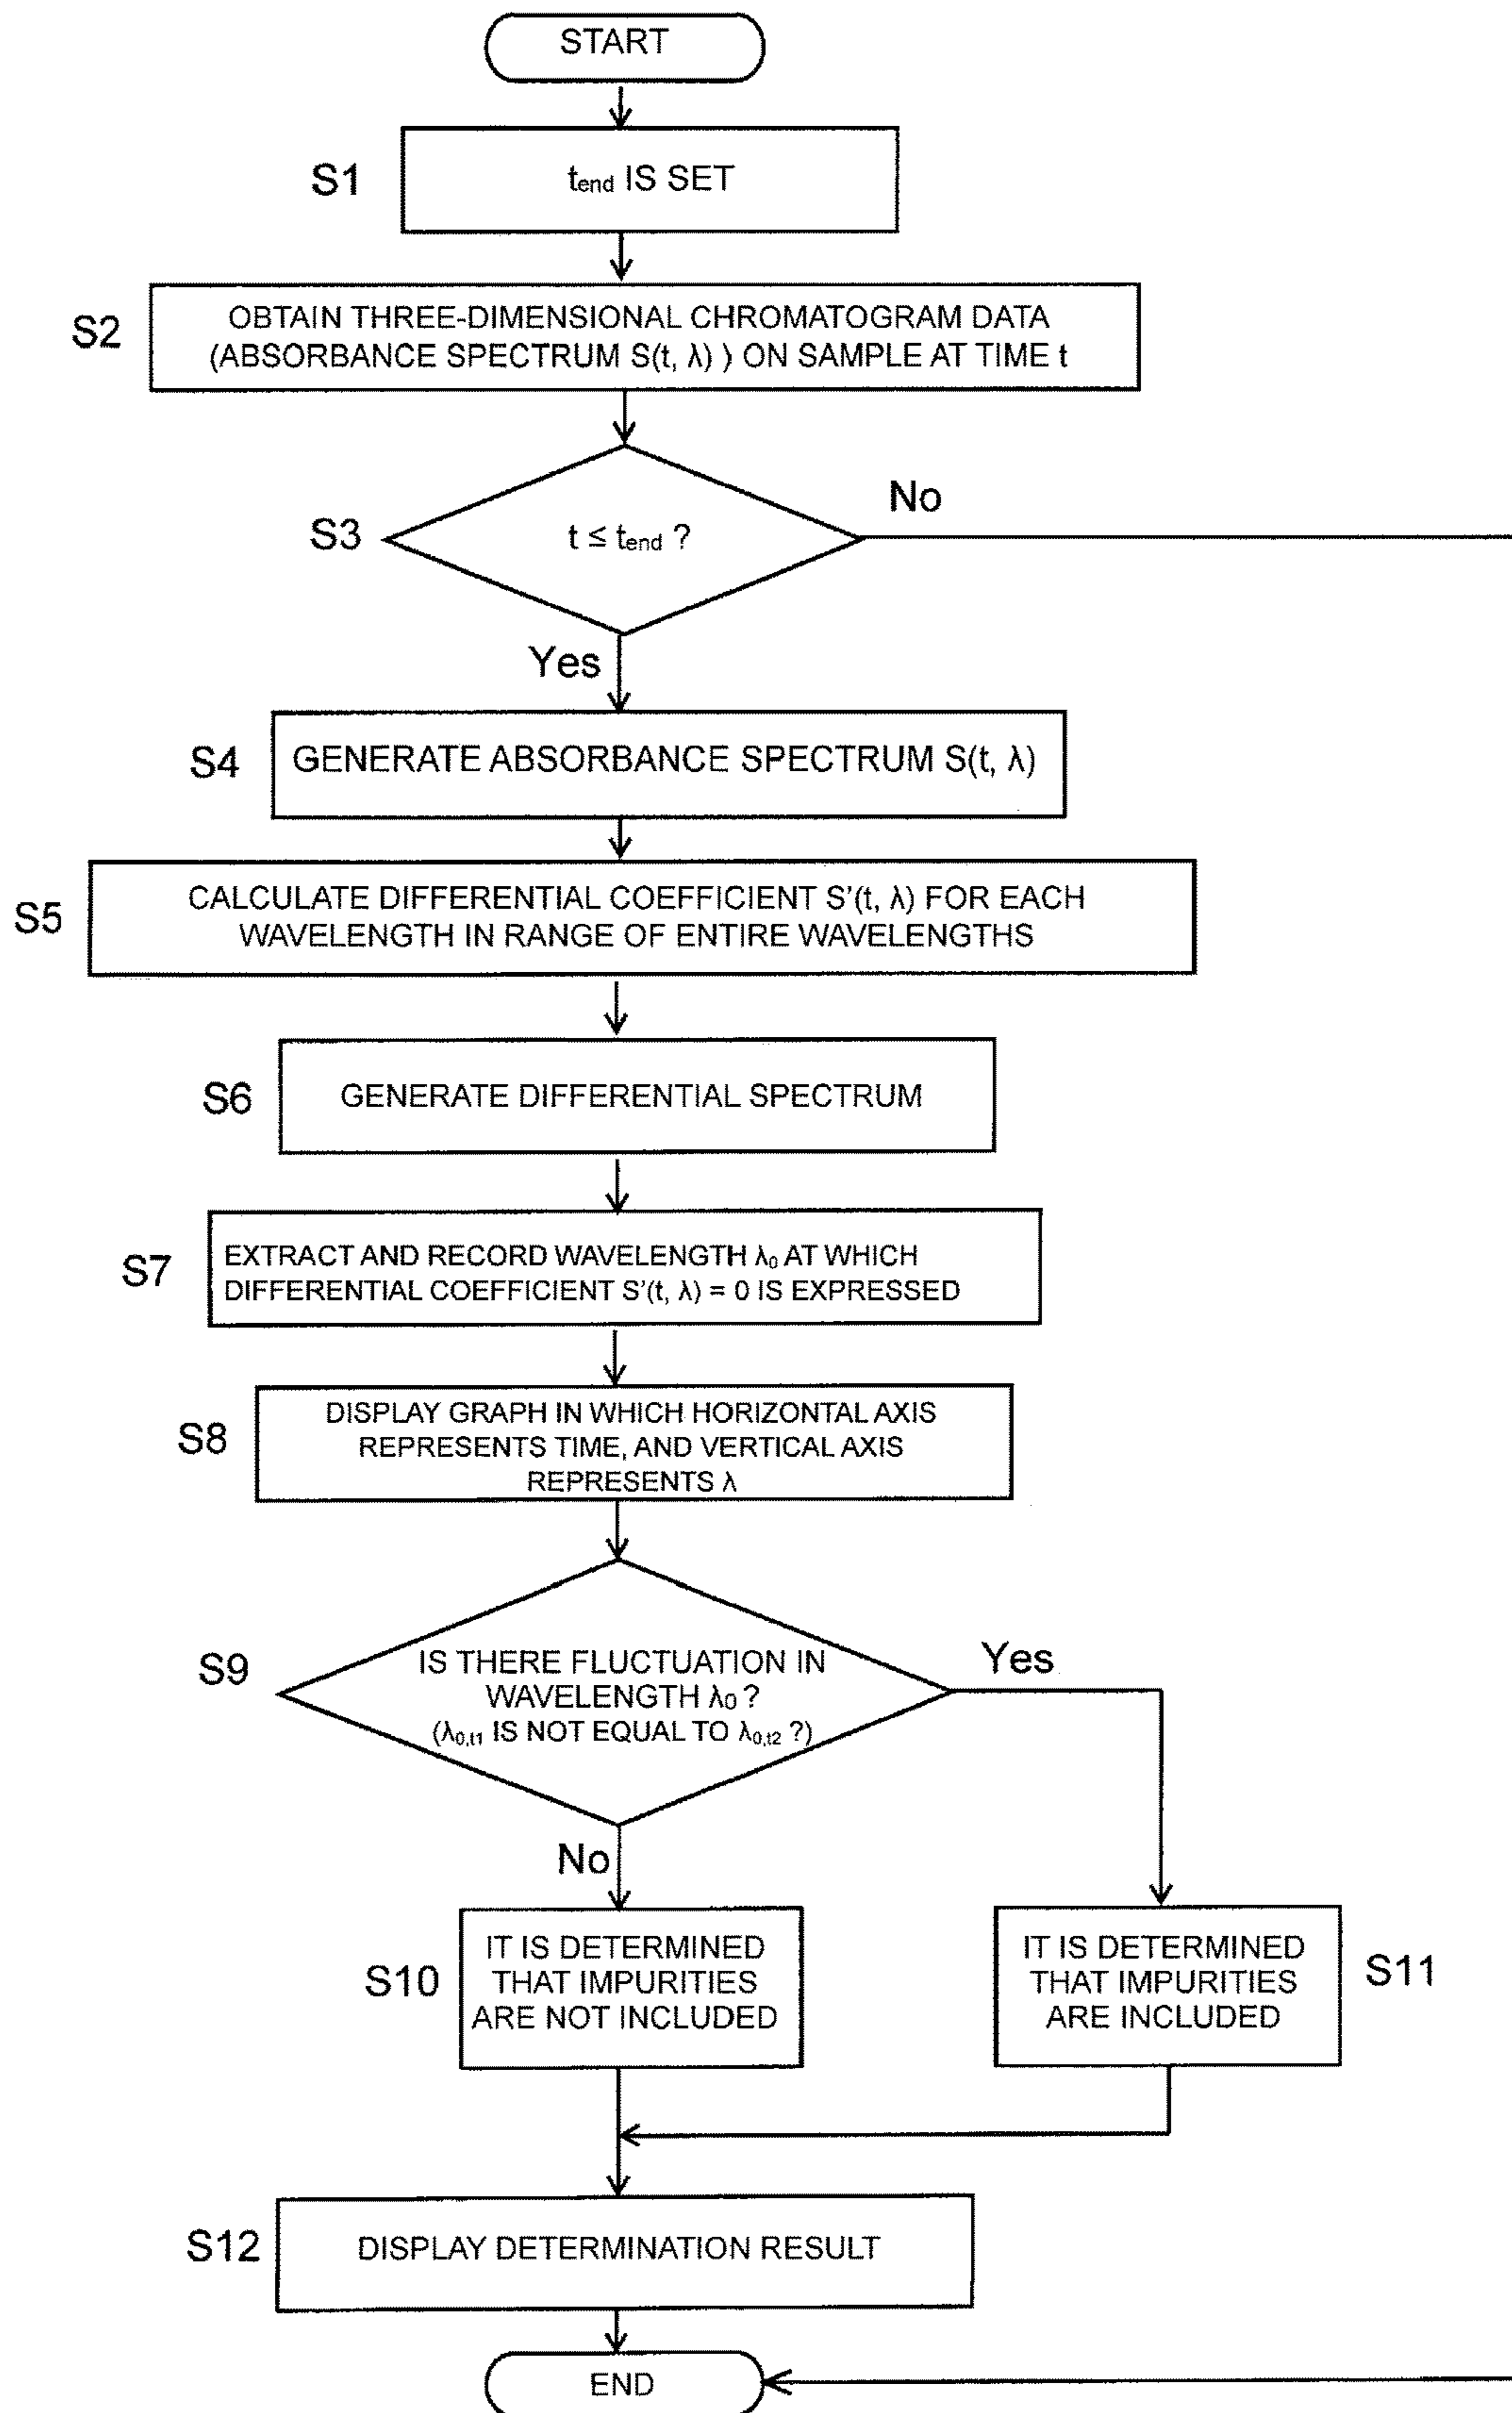 START
S1
tend IS SET
S2
OBTAIN THREE-DIMENSIONAL CHROMATOGRAM DATA
(ABSORBANCE SPECTRUM S(t, λ) ) ON SAMPLE AT TIME t
S3
t ≤ tend ?
No
Yes
S4
GENERATE ABSORBANCE SPECTRUM S(t, λ)
S5
CALCULATE DIFFERENTIAL COEFFICIENT S’(t, λ) FOR EACH
WAVELENGTH IN RANGE OF ENTIRE WAVELENGTHS
S6
GENERATE DIFFERENTIAL SPECTRUM
S7
EXTRACT AND RECORD WAVELENGTH λ0 AT WHICH
DIFFERENTIAL COEFFICIENT S’(t, λ) = 0 IS EXPRESSED
S8
DISPLAY GRAPH IN WHICH HORIZONTAL AXIS
REPRESENTS TIME, AND VERTICAL AXIS
REPRESENTS λ
S9
IS THERE FLUCTUATION IN
WAVELENGTH λ0 ?
(λ0,t1 IS NOT EQUAL TO λ0,t2 ?)
Yes
No
S10
IT IS DETERMINED
THAT IMPURITIES
ARE NOT INCLUDED
IT IS DETERMINED
THAT IMPURITIES
ARE INCLUDED
S11
S12
DISPLAY DETERMINATION RESULT
END